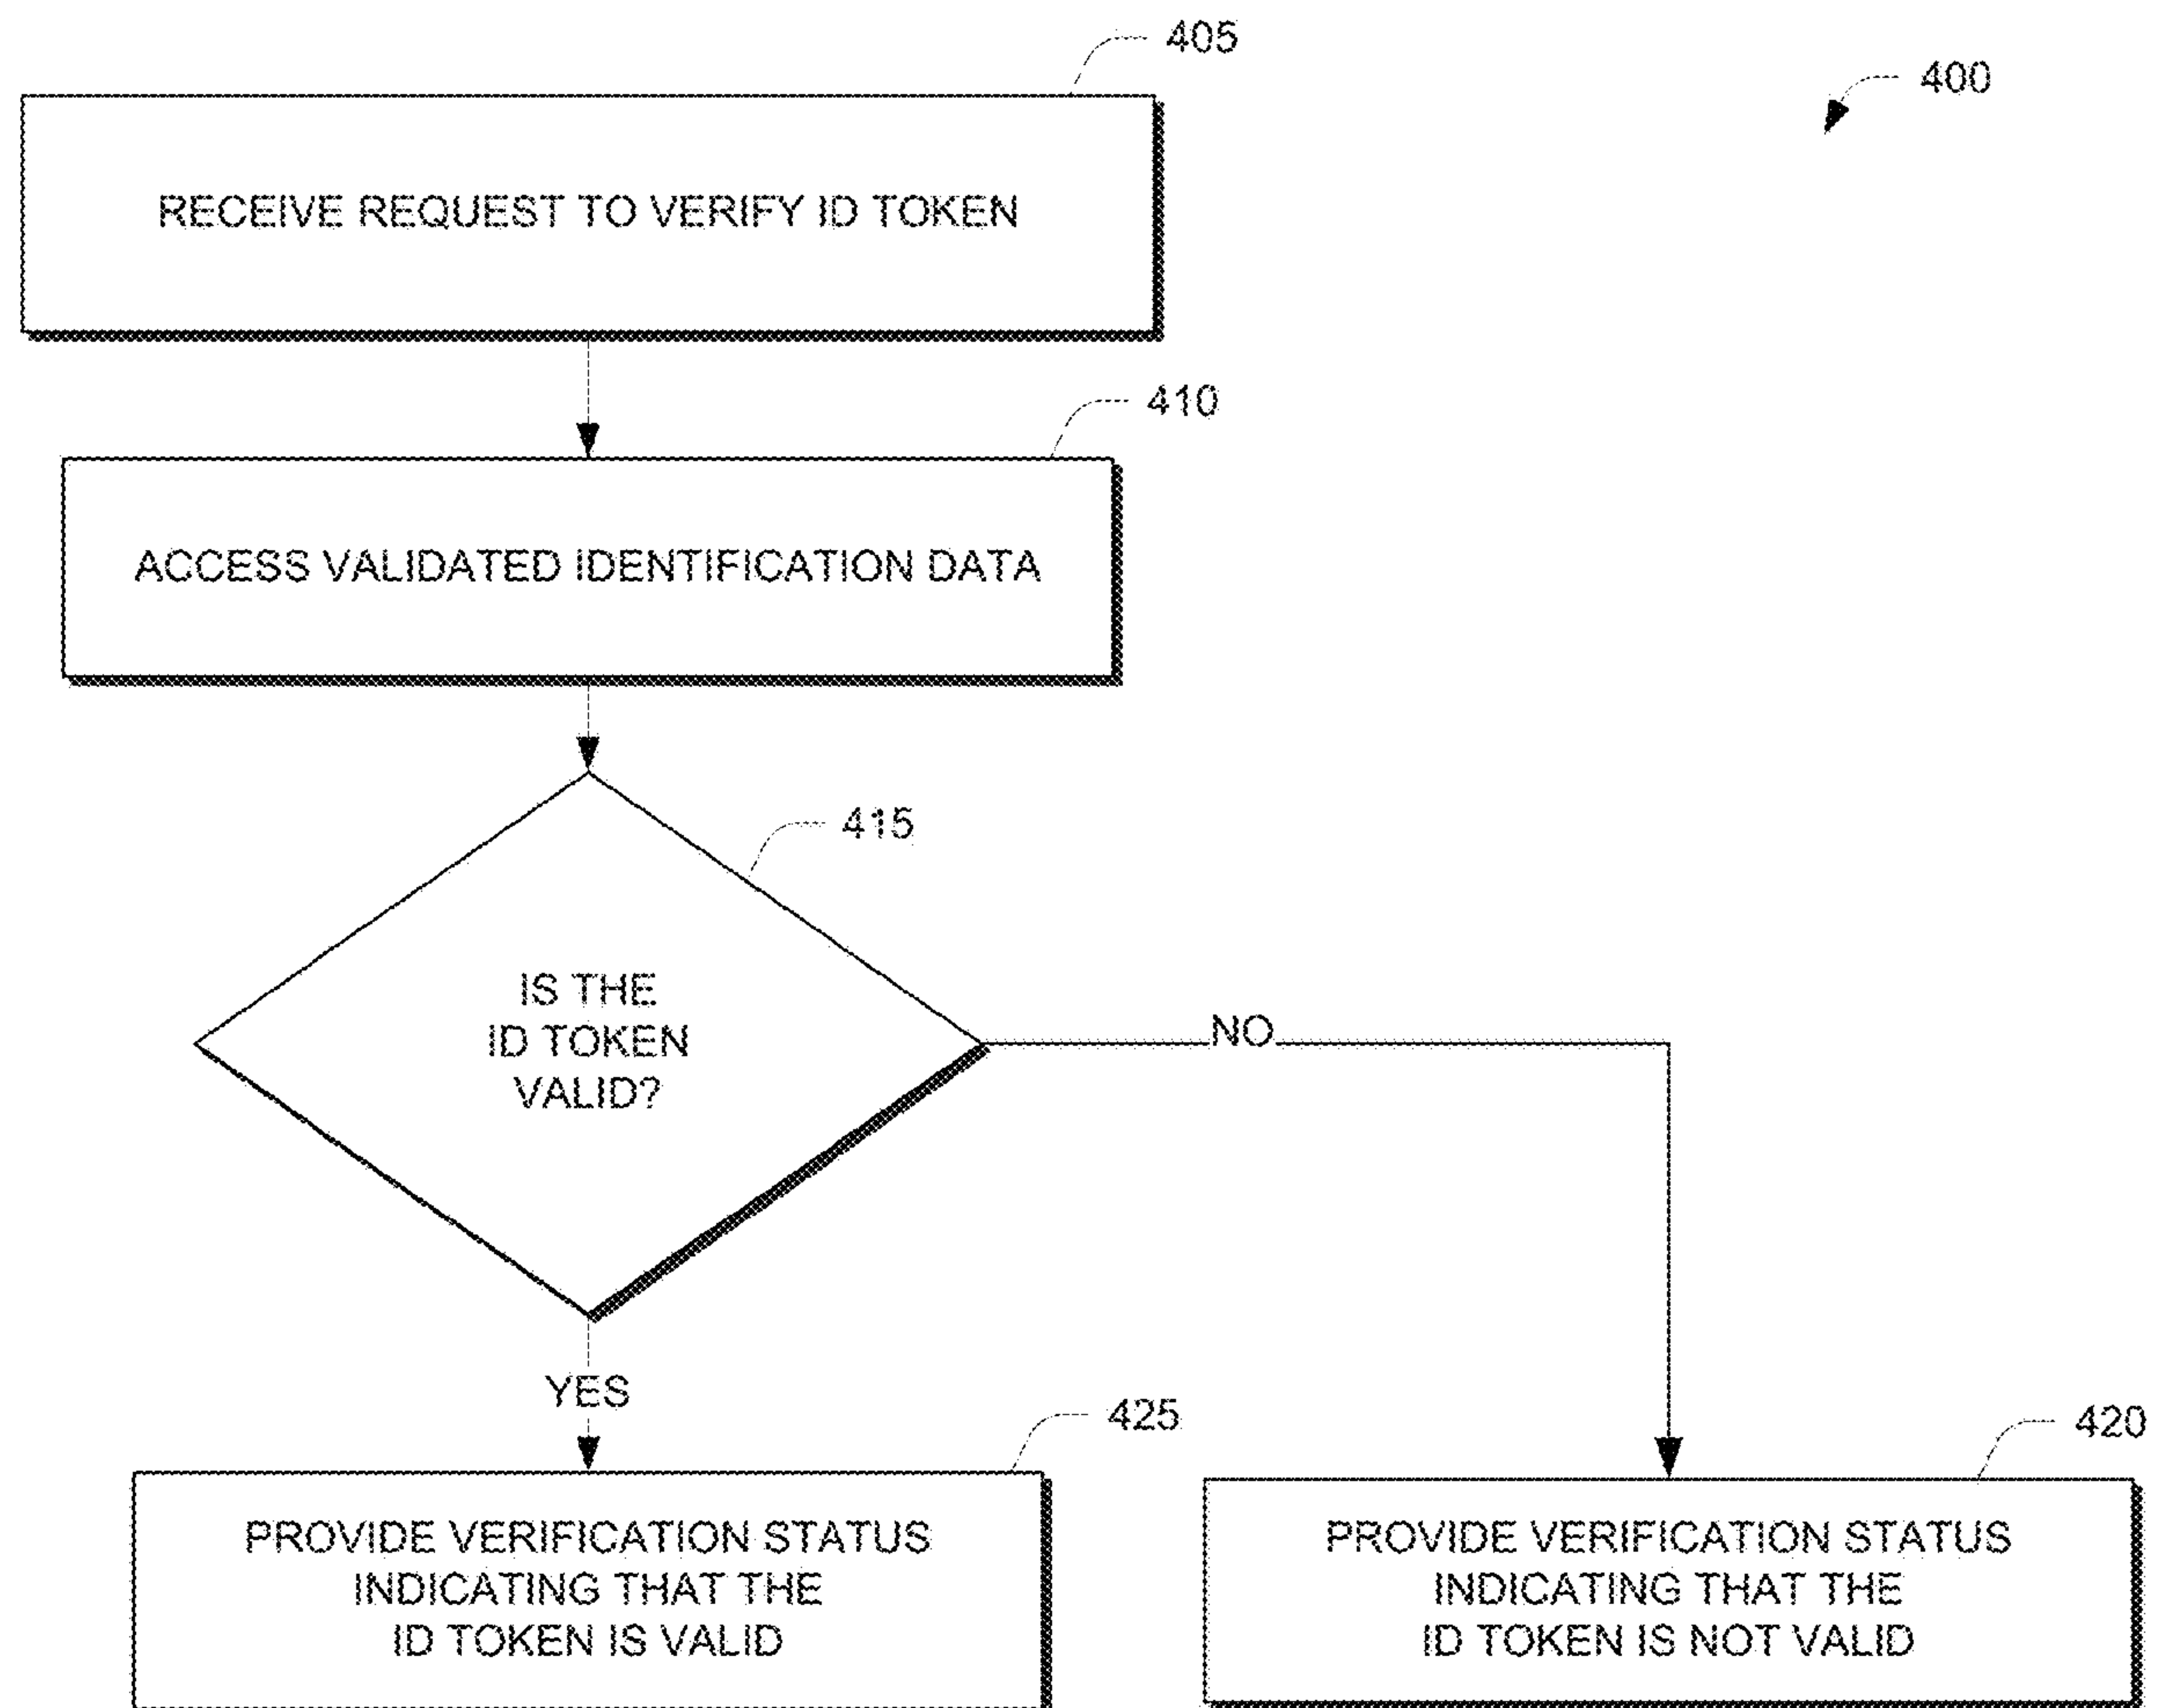 405
400
RECEIVE REQUEST TO VERIFY ID TOKEN
410
ACCESS VALIDATED IDENTIFICATION DATA
415
IS THE
ID TOKEN
VALID?
NO
YES
425
420
PROVIDE VERIFICATION STATUS
INDICATING THAT THE
ID TOKEN IS VALID
PROVIDE VERIFICATION STATUS
INDICATING THAT THE
ID TOKEN IS NOT VALID